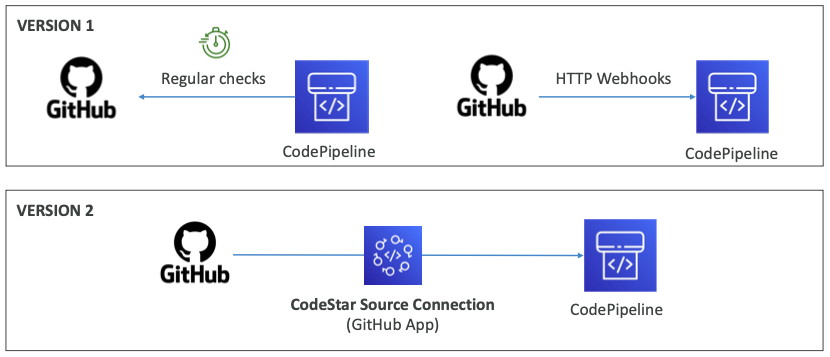 VERSION 1
GitHub
Regular checks
</>
CodePipeline
GitHub
HTTP Webhooks
</>
CodePipeline
VERSION 2
GitHub
</>
CodeStar Source Connection
(GitHub App)
</>
CodePipeline